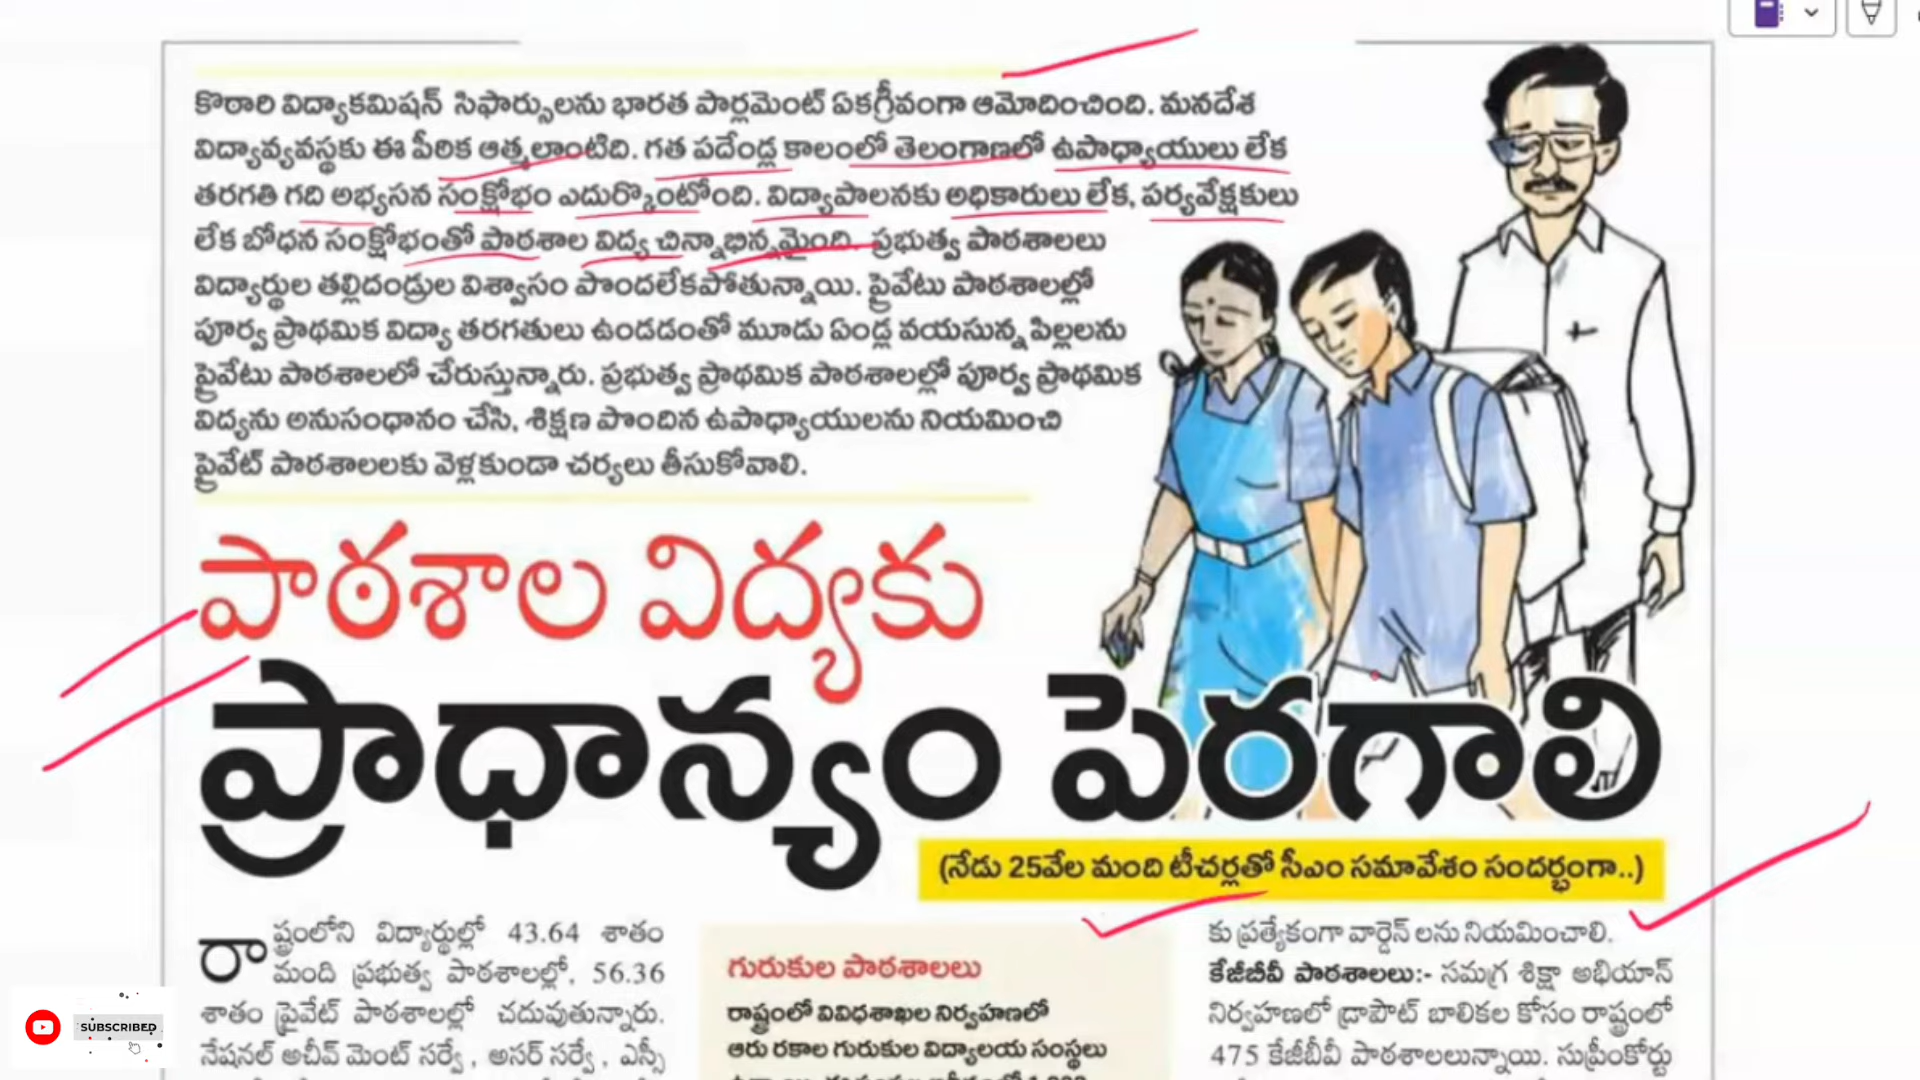 కొఠారి విద్యాకమిషన్ సిఫార్సులను భారత పార్లమెంట్ ఏకగ్రీవంగా ఆమోదించింది. మనదేశ
విద్యావ్యవస్థకు ఈ పీఠిక ఆత్మలాంటిది. గత పదేండ్ల కాలంలో తెలంగాణలో ఉపాధ్యాయులు లేక
తరగతి గది అభ్యసన సంక్షోభం ఎదుర్కొంటోంది. విద్యాపాలనకు అధికారులు లేక, పర్యవేక్షకులు
లేక బోధన సంక్షోభంతో పాఠశాల విద్య చిన్నాభిన్నమైంది. ప్రభుత్వ పాఠశాలలు
విద్యార్థుల తల్లిదండ్రుల విశ్వాసం పొందలేకపోతున్నాయి. ప్రైవేటు పాఠశాలల్లో
పూర్వ ప్రాథమిక విద్యా తరగతులు ఉండడంతో మూడు ఏండ్ల వయసున్న పిల్లలను
ప్రైవేటు పాఠశాలలో చేరుస్తున్నారు. ప్రభుత్వ ప్రాథమిక పాఠశాలల్లో పూర్వ ప్రాథమిక
విద్యను అనుసంధానం చేసి, శిక్షణ పొందిన ఉపాధ్యాయులను నియమించి
ప్రైవేట్ పాఠశాలలకు వెళ్లకుండా చర్యలు తీసుకోవాలి.
పాఠశాల విద్యకు
ప్రాధాన్యం పెరగాలి
(నేడు 25వేల మంది టీచర్లతో సీఎం సమావేశం సందర్భంగా..)
రాష్ట్రంలోని విద్యార్థుల్లో 43.64 శాతం
మంది ప్రభుత్వ పాఠశాలల్లో, 56.36
శాతం ప్రైవేట్ పాఠశాలల్లో చదువుతున్నారు.
నేషనల్ అచీవ్ మెంట్ సర్వే, అసర్ సర్వే, ఎస్సీ
గురుకుల పాఠశాలలు
రాష్ట్రంలో వివిధశాఖల నిర్వహణలో
ఆరు రకాల గురుకుల విద్యాలయ సంస్థలు
కు ప్రత్యేకంగా వార్డెన్ లను నియమించాలి.
కేజీబీవీ పాఠశాలలు:- సమగ్ర శిక్షా అభియాన్
నిర్వహణలో డ్రాపౌట్ బాలికల కోసం రాష్ట్రంలో
475 కేజీబీవీ పాఠశాలలున్నాయి. సుప్రీంకోర్టు
SUBSCRIBED